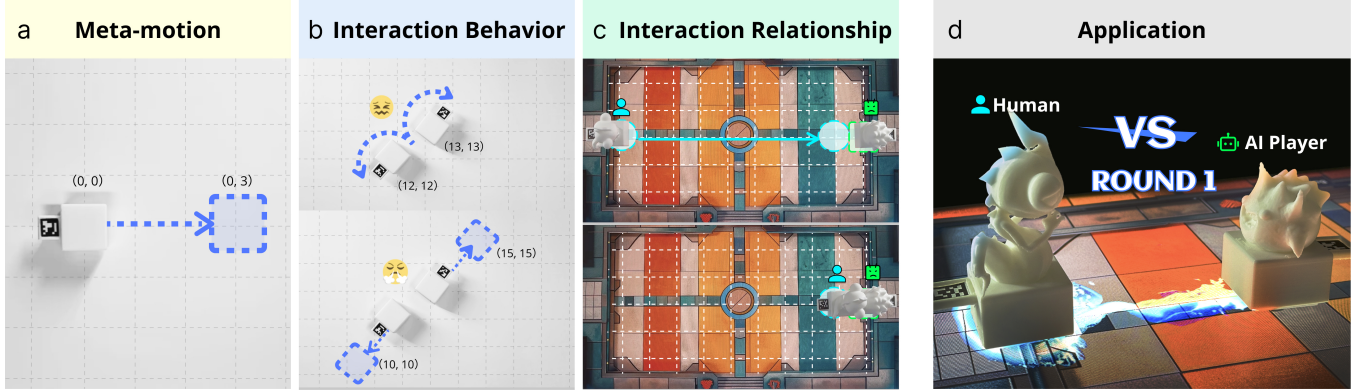 a Meta-motion
(0, 0)
(0, 3)
b Interaction Behavior
(13, 13)
(12, 12)
(15, 15)
(10, 10)
c Interaction Relationship
d Application
Human
VS
AI Player
ROUND 1